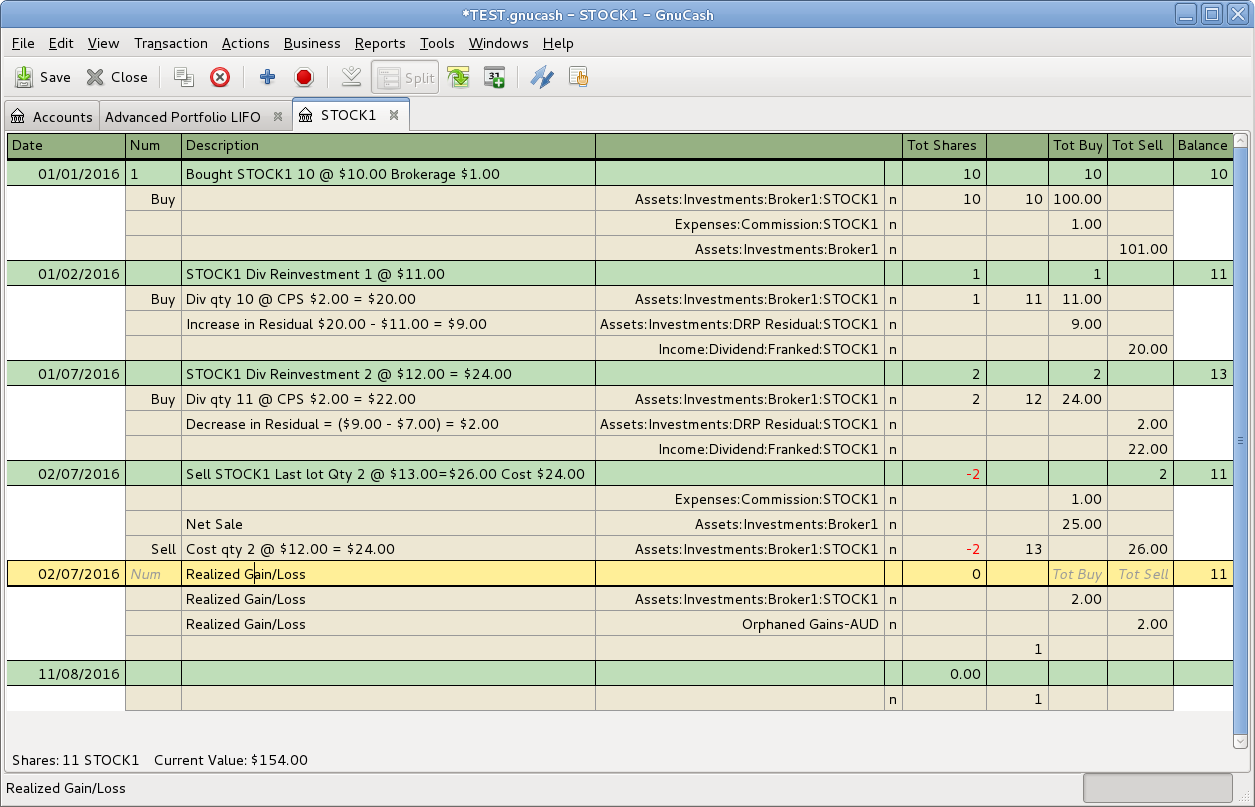 *TEST.gnucash - STOCK1 - GnuCash
File Edit View Transaction Actions Business Reports Tools Windows Help
Save Close Split 31
Accounts Advanced Portfolio LIFO STOCK1
Date Num Description Tot Shares Tot Buy Tot Sell Balance
01/01/2016 1 Bought STOCK1 10 @ $10.00 Brokerage $1.00 10 10 10
Buy Assets:Investments:Broker1:STOCK1 n 10 10 100.00
Expenses:Commission:STOCK1 n 1.00
Assets:Investments:Broker1 n 101.00
01/02/2016 STOCK1 Div Reinvestment 1 @ $11.00 1 1 11
Buy Div qty 10 @ CPS $2.00 = $20.00 Assets:Investments:Broker1:STOCK1 n 1 11 11.00
Increase in Residual $20.00 - $11.00 = $9.00 Assets:Investments:DRP Residual:STOCK1 n 9.00
Income:Dividend:Franked:STOCK1 n 20.00
01/07/2016 STOCK1 Div Reinvestment 2 @ $12.00 = $24.00 2 2 13
Buy Div qty 11 @ CPS $2.00 = $22.00 Assets:Investments:Broker1:STOCK1 n 2 12 24.00
Decrease in Residual = ($9.00 - $7.00) = $2.00 Assets:Investments:DRP Residual:STOCK1 n 2.00
Income:Dividend:Franked:STOCK1 n 22.00
02/07/2016 Sell STOCK1 Last lot Qty 2 @ $13.00=$26.00 Cost $24.00 -2 2 11
Expenses:Commission:STOCK1 n 1.00
Net Sale Assets:Investments:Broker1 n 25.00
Sell Cost qty 2 @ $12.00 = $24.00 Assets:Investments:Broker1:STOCK1 n -2 13 26.00
02/07/2016 Num Realized Gain/Loss 0 Tot Buy Tot Sell 11
Realized Gain/Loss Assets:Investments:Broker1:STOCK1 n 2.00
Realized Gain/Loss Orphaned Gains-AUD n 2.00
1
11/08/2016 0.00
n 1
Shares: 11 STOCK1 Current Value: $154.00
Realized Gain/Loss